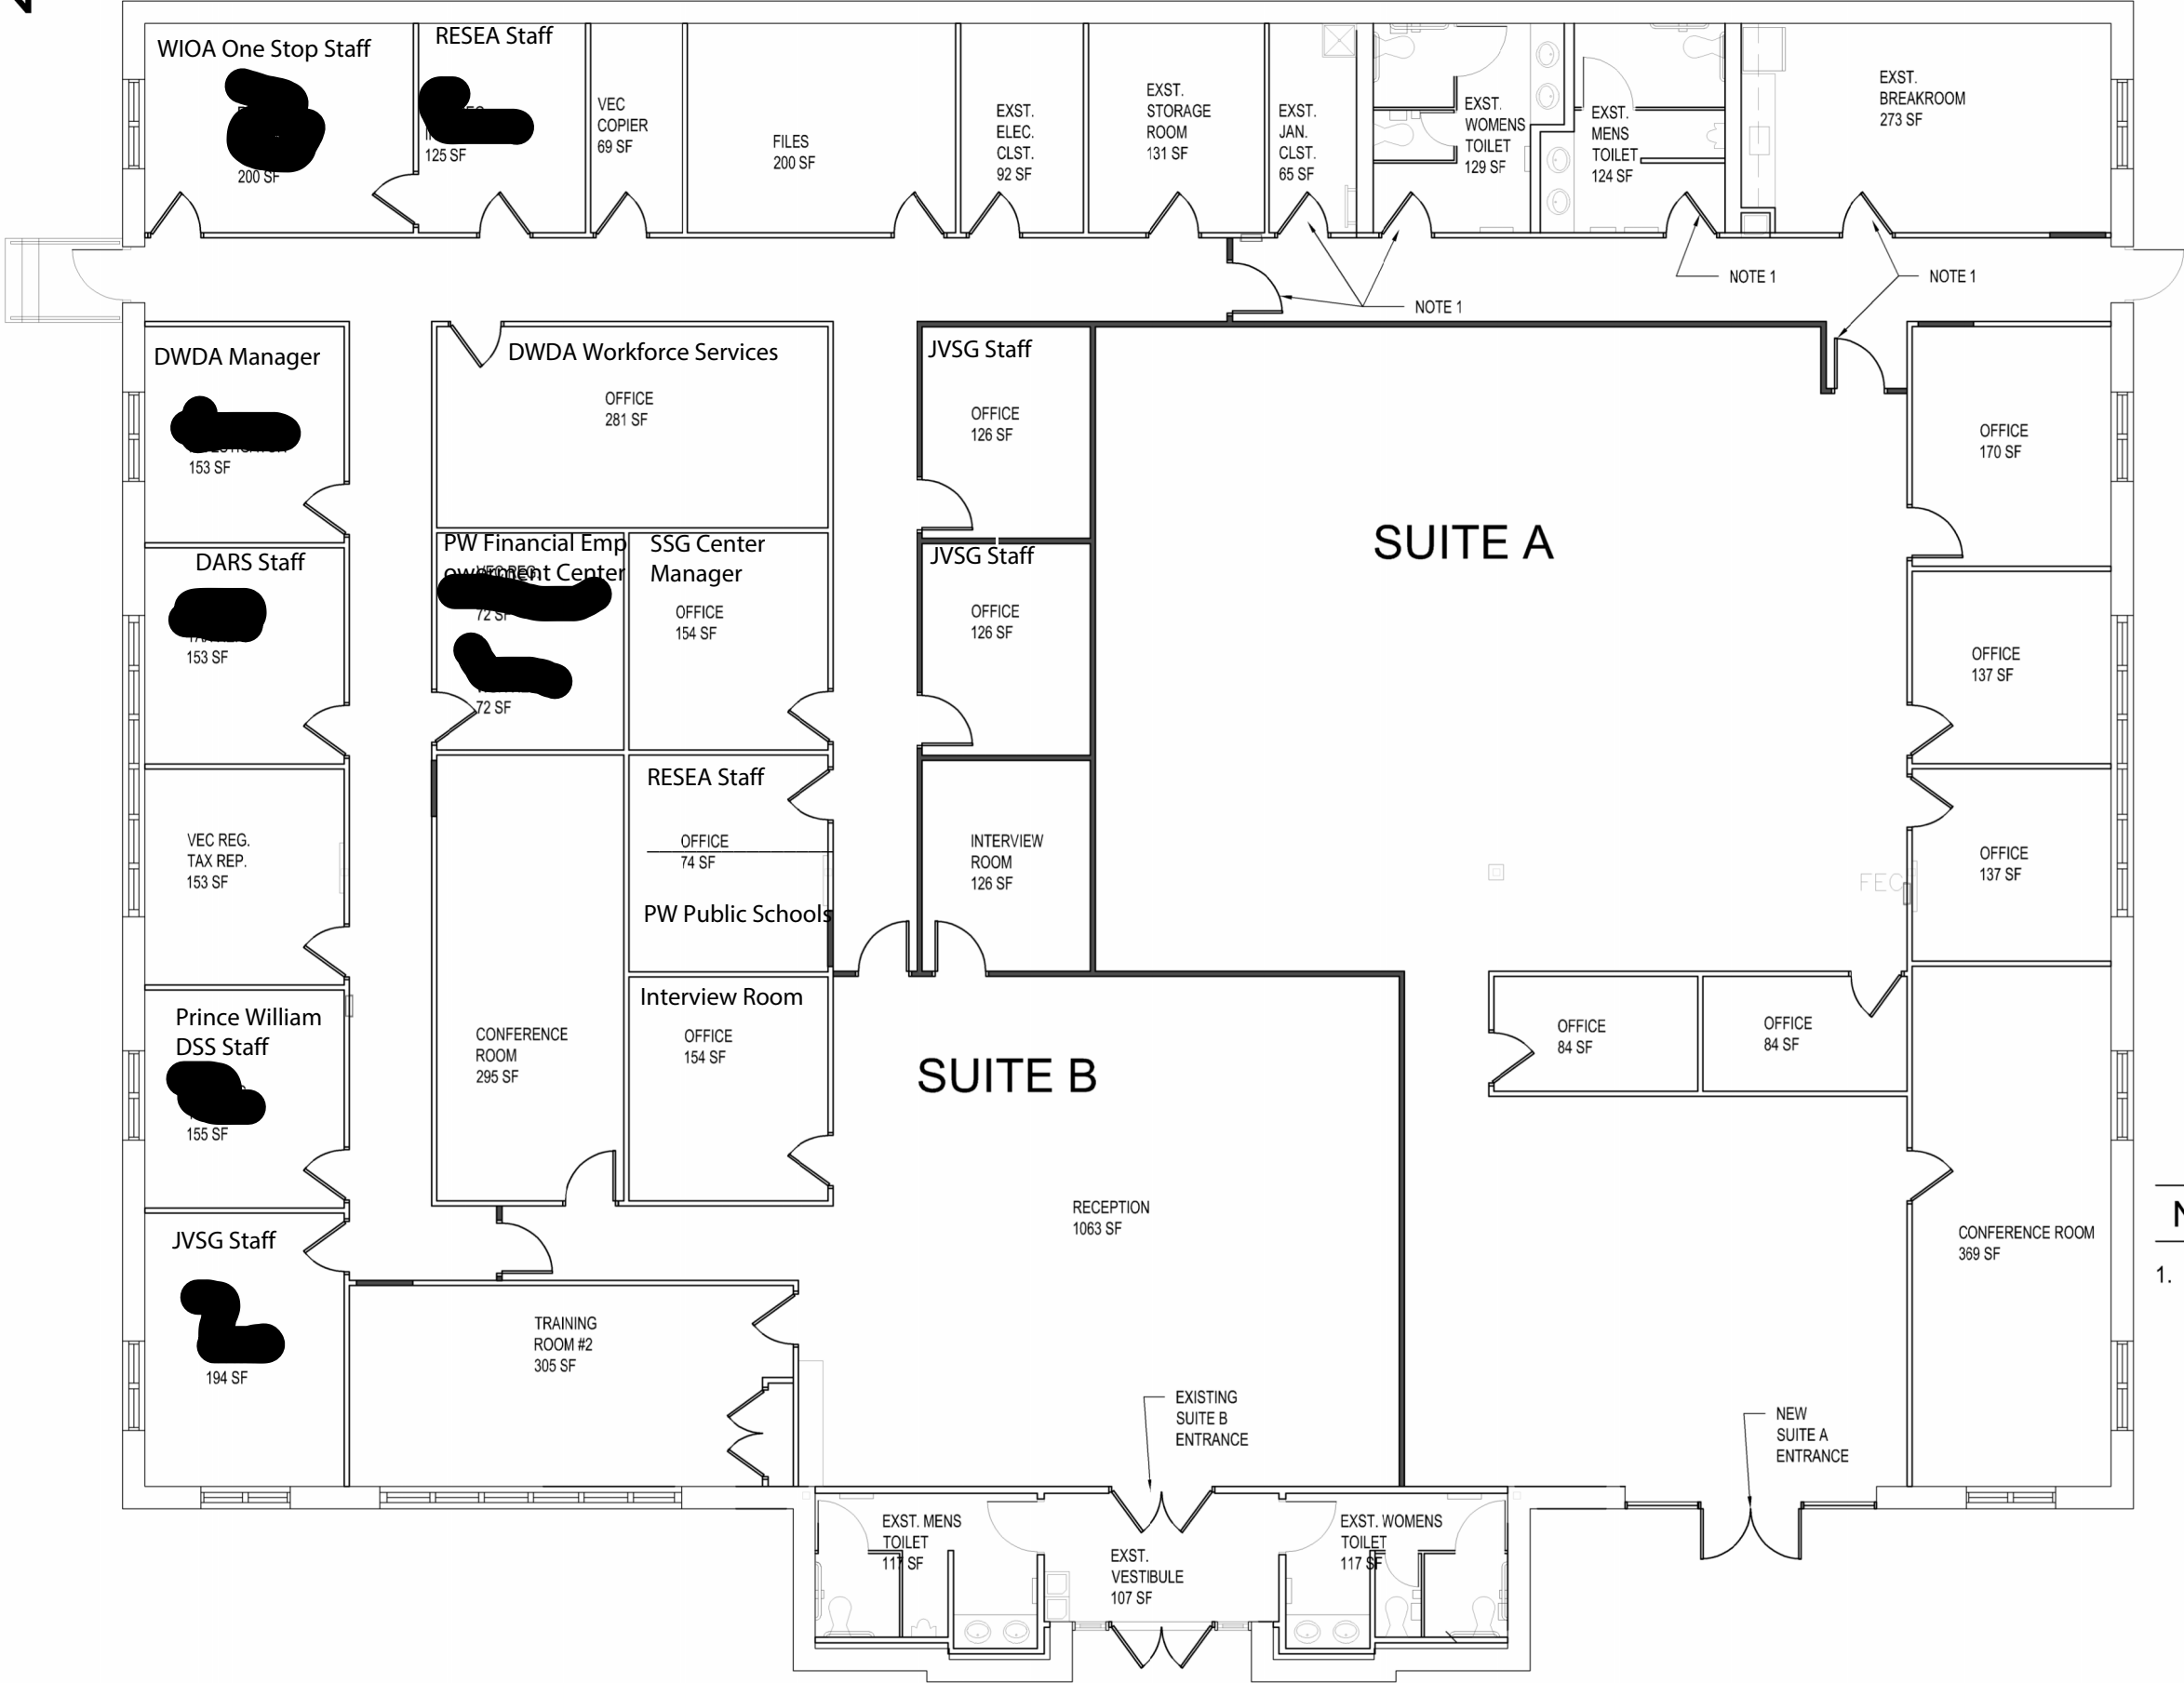 WIOA One Stop Staff
200 SF
RESEA Staff
125 SF
VEC
COPIER
69 SF
FILES
200 SF
EXST.
ELEC.
CLST.
92 SF
EXST.
STORAGE
ROOM
131 SF
EXST.
JAN.
CLST.
65 SF
EXST.
WOMENS
TOILET
129 SF
EXST.
MENS
TOILET
124 SF
EXST.
BREAKROOM
273 SF
NOTE 1
NOTE 1
NOTE 1
DWDA Manager
153 SF
DWDA Workforce Services
OFFICE
281 SF
JVSG Staff
OFFICE
126 SF
SUITE A
OFFICE
170 SF
DARS Staff
153 SF
PW Financial Emp
owerment Center
VEC REG.
72 SF
72 SF
SSG Center
Manager
OFFICE
154 SF
JVSG Staff
OFFICE
126 SF
OFFICE
137 SF
VEC REG.
TAX REP.
153 SF
RESEA Staff
OFFICE
74 SF
PW Public Schools
INTERVIEW
ROOM
126 SF
FEC
OFFICE
137 SF
Prince William
DSS Staff
155 SF
CONFERENCE
ROOM
295 SF
Interview Room
OFFICE
154 SF
SUITE B
OFFICE
84 SF
OFFICE
84 SF
JVSG Staff
194 SF
TRAINING
ROOM #2
305 SF
RECEPTION
1063 SF
CONFERENCE ROOM
369 SF
1.
EXISTING
SUITE B
ENTRANCE
NEW
SUITE A
ENTRANCE
EXST. MENS
TOILET
117 SF
EXST.
VESTIBULE
107 SF
EXST. WOMENS
TOILET
117 SF